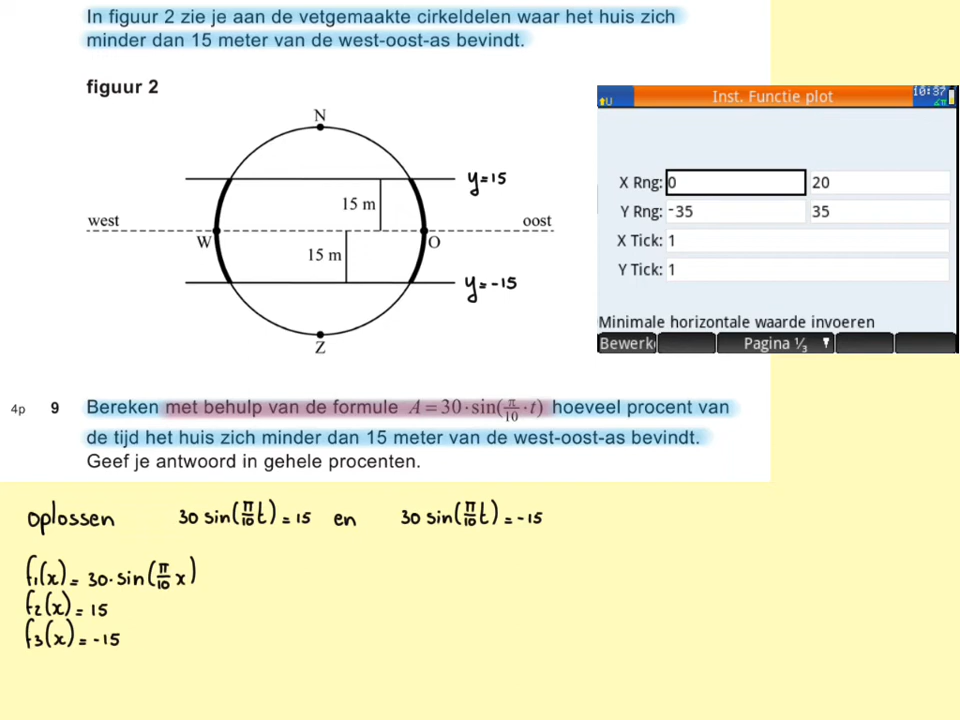 In figuur 2 zie je aan de vetgemaakte cirkeldelen waar het huis zich
minder dan 15 meter van de west-oost-as bevindt.
figuur 2
N
y=15
15 m
west
oost
W
O
15 m
y=-15
Z
10:37
U
Inst. Functie plot
∡π
X Rng: 0 20
Y Rng: -35 35
X Tick: 1
Y Tick: 1
Minimale horizontale waarde invoeren
Bewerk Pagina ⅓
4p 9 Bereken met behulp van de formule A = 30 · sin(π/10 · t) hoeveel procent van
de tijd het huis zich minder dan 15 meter van de west-oost-as bevindt.
Geef je antwoord in gehele procenten.
oplossen 30 sin(π/10 t) = 15 en 30 sin(π/10 t) = -15
f1(x) = 30·sin(π/10 x)
f2(x) = 15
f3(x) = -15